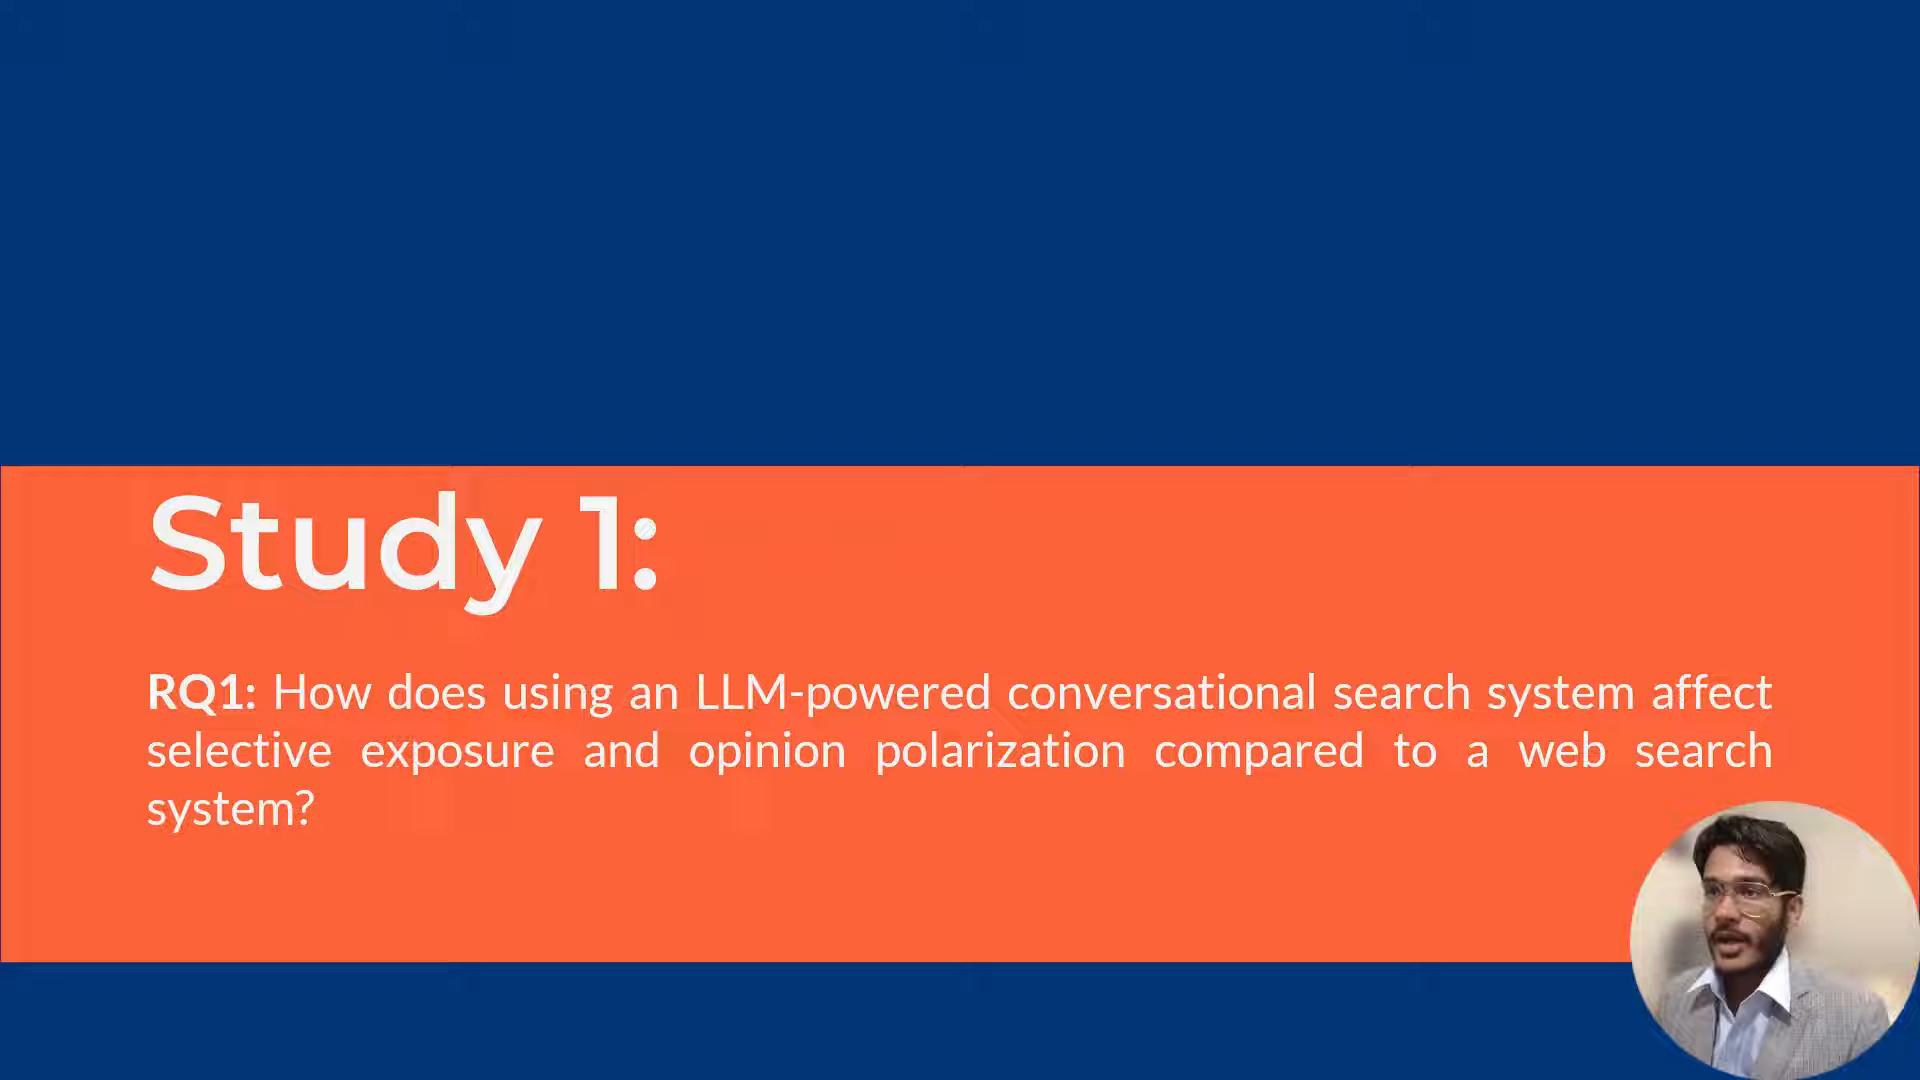 Study 1:
RQ1: How does using an LLM-powered conversational search system affect
selective exposure and opinion polarization compared to a web search
system?